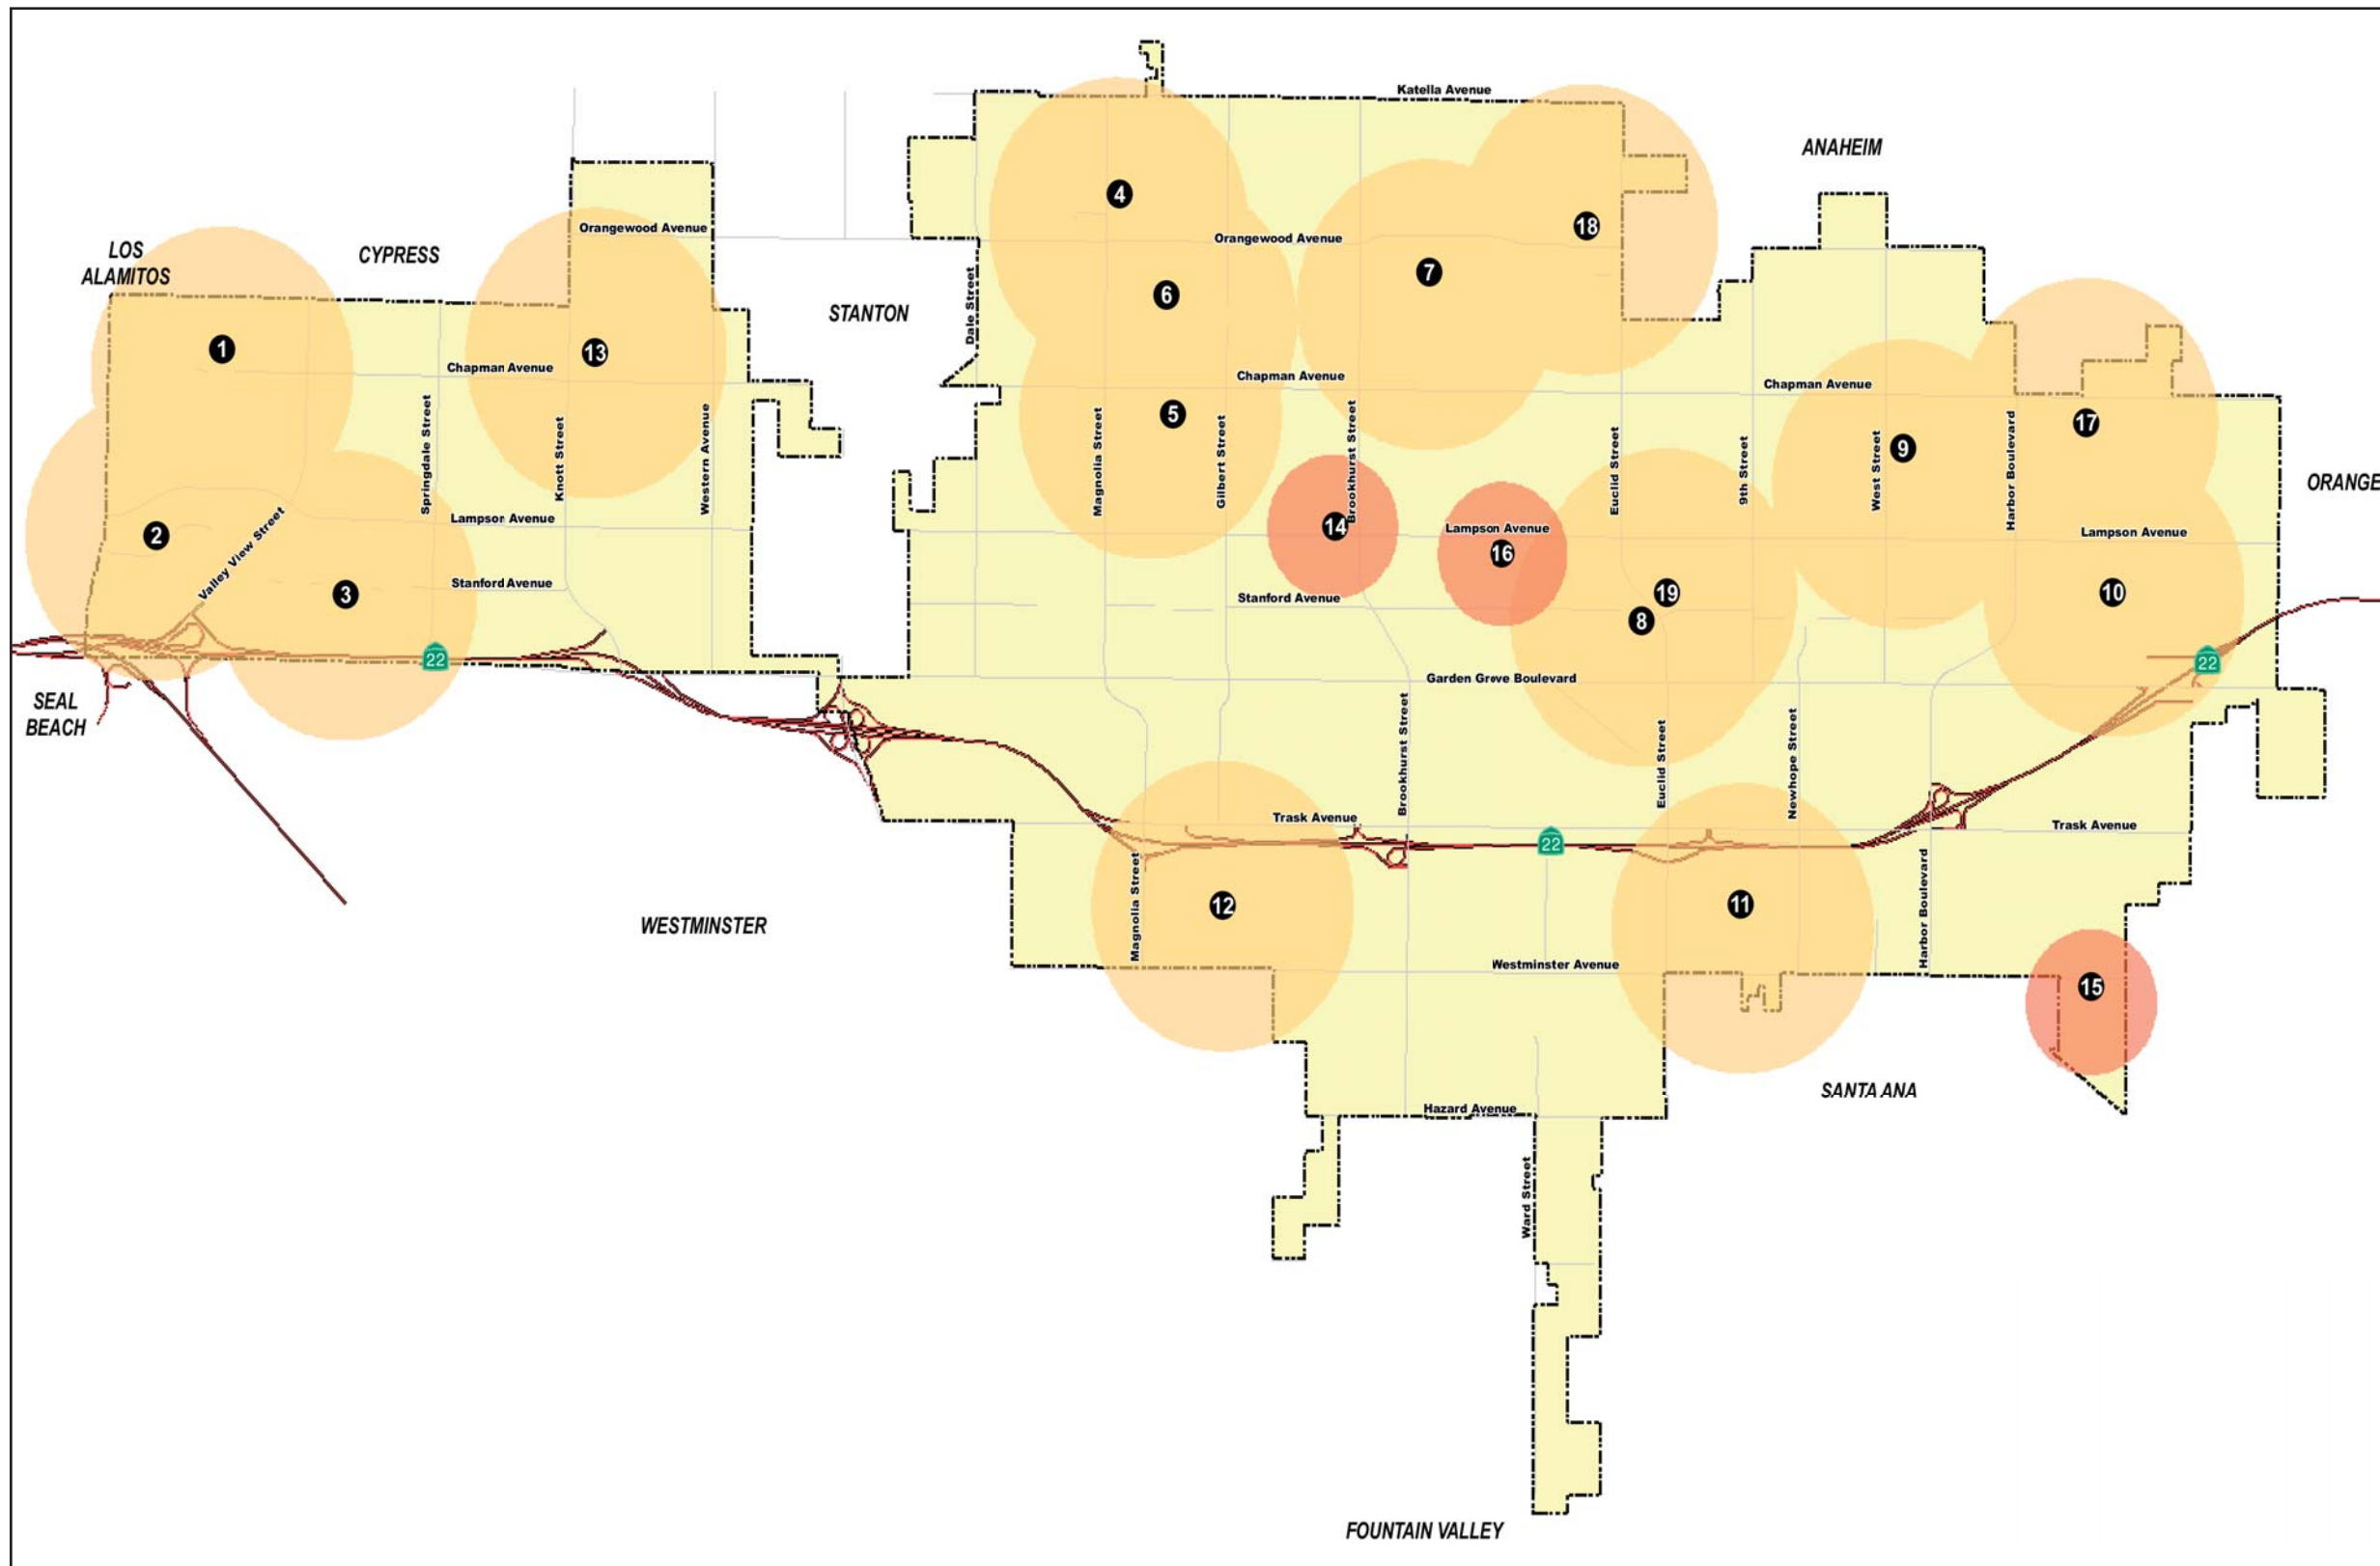 Katella Avenue
ANAHEIM
4
18
Orangewood Avenue
Orangewood Avenue
LOS
ALAMITOS
CYPRESS
7
6
STANTON
Dale Street
1
13
Chapman Avenue
Chapman Avenue
Chapman Avenue
5
17
9
Springdale Street
Knott Street
Western Avenue
Magnolia Street
Gilbert Street
Brookhurst Street
Euclid Street
9th Street
West Street
Harbor Boulevard
ORANGE
Lampson Avenue
14
Lampson Avenue
Lampson Avenue
2
Valley View Street
16
Stanford Avenue
3
Stanford Avenue
19
10
8
22
22
Garden Grove Boulevard
SEAL
BEACH
Brookhurst Street
Euclid Street
Newhope Street
Trask Avenue
Trask Avenue
22
Magnolia Street
12
11
Harbor Boulevard
WESTMINSTER
Westminster Avenue
15
SANTA ANA
Hazard Avenue
Ward Street
FOUNTAIN VALLEY